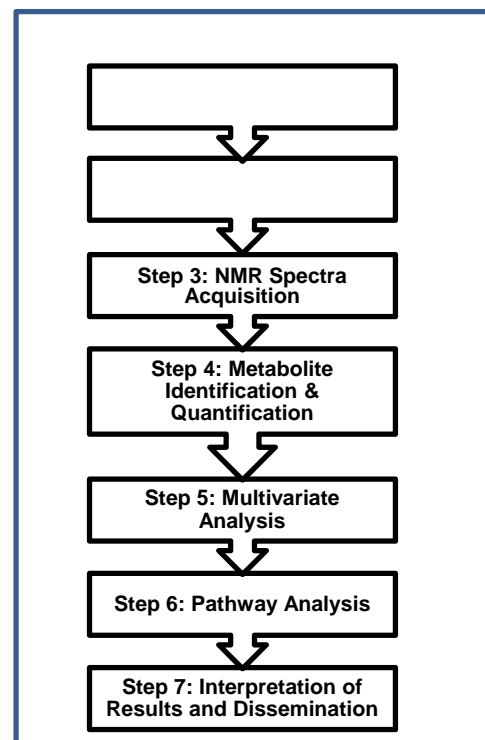 Step 3: NMR Spectra
Acquisition
Step 4: Metabolite
Identification &
Quantification
Step 5: Multivariate
Analysis
Step 6: Pathway Analysis
Step 7: Interpretation of
Results and Dissemination